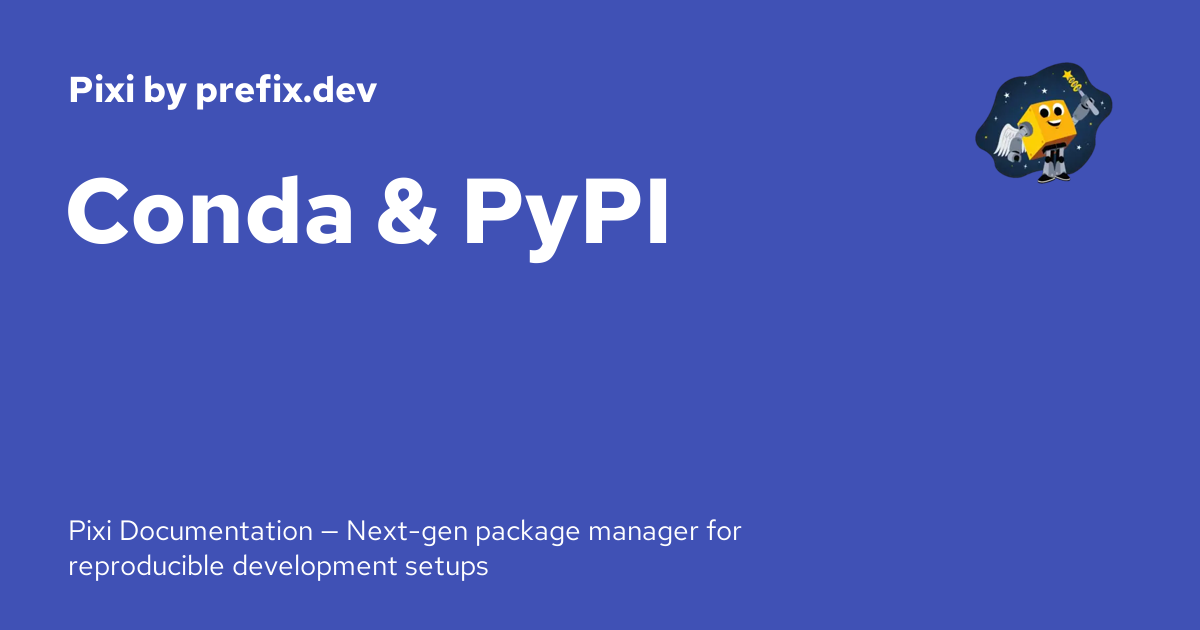 Pixi by prefix.dev
Conda & PyPI
Pixi Documentation — Next-gen package manager for
reproducible development setups